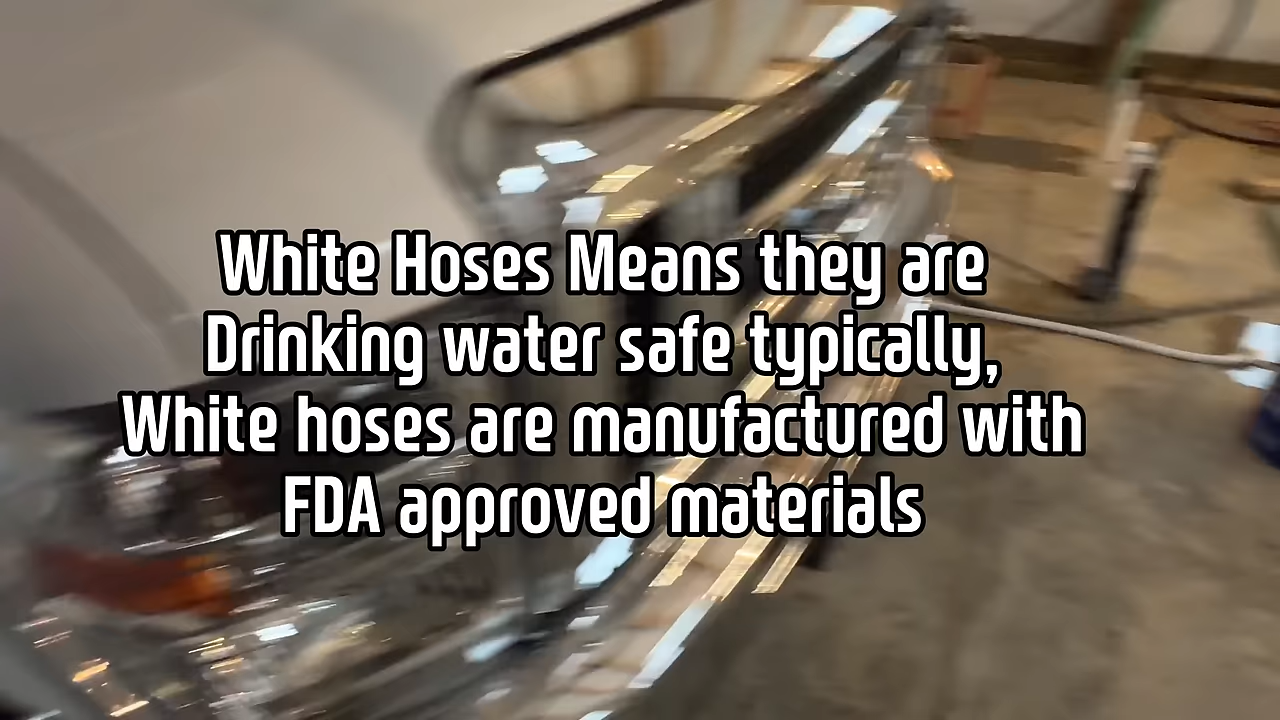 White Hoses Means they are
Drinking water safe typically,
White hoses are manufactured with
FDA approved materials